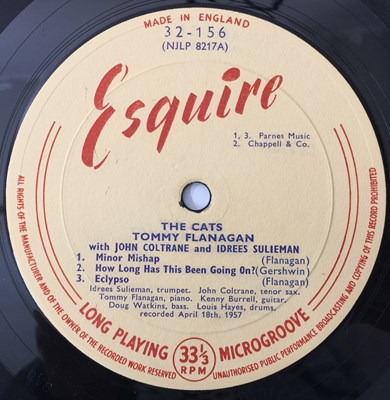 MADE IN ENGLAND
32-156
(NJLP 8217A)
Esquire
1, 3. Parnes Music
2. Chappell & Co.
THE CATS
TOMMY FLANAGAN
with JOHN COLTRANE and IDREES SULIEMAN
1. Minor Mishap (Flanagan)
2. How Long Has This Been Going On? (Gershwin)
3. Eclypso (Flanagan)
Idrees Sulieman, trumpet. John Coltrane, tenor sax.
Tommy Flanagan, piano. Kenny Burrell, guitar.
Doug Watkins, bass. Louis Hayes, drums.
recorded April 18th, 1957
LONG PLAYING 33⅓ RPM MICROGROOVE
ALL RIGHTS OF THE MANUFACTURER AND OF THE OWNER OF THE RECORDED WORK RESERVED
UNAUTHORISED PUBLIC PERFORMANCE BROADCASTING AND COPYING OF THIS RECORD PROHIBITED